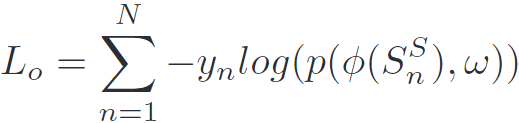 L_o = \sum_{n=1}^{N} -y_n log(p(\phi(S_n^S), \omega))